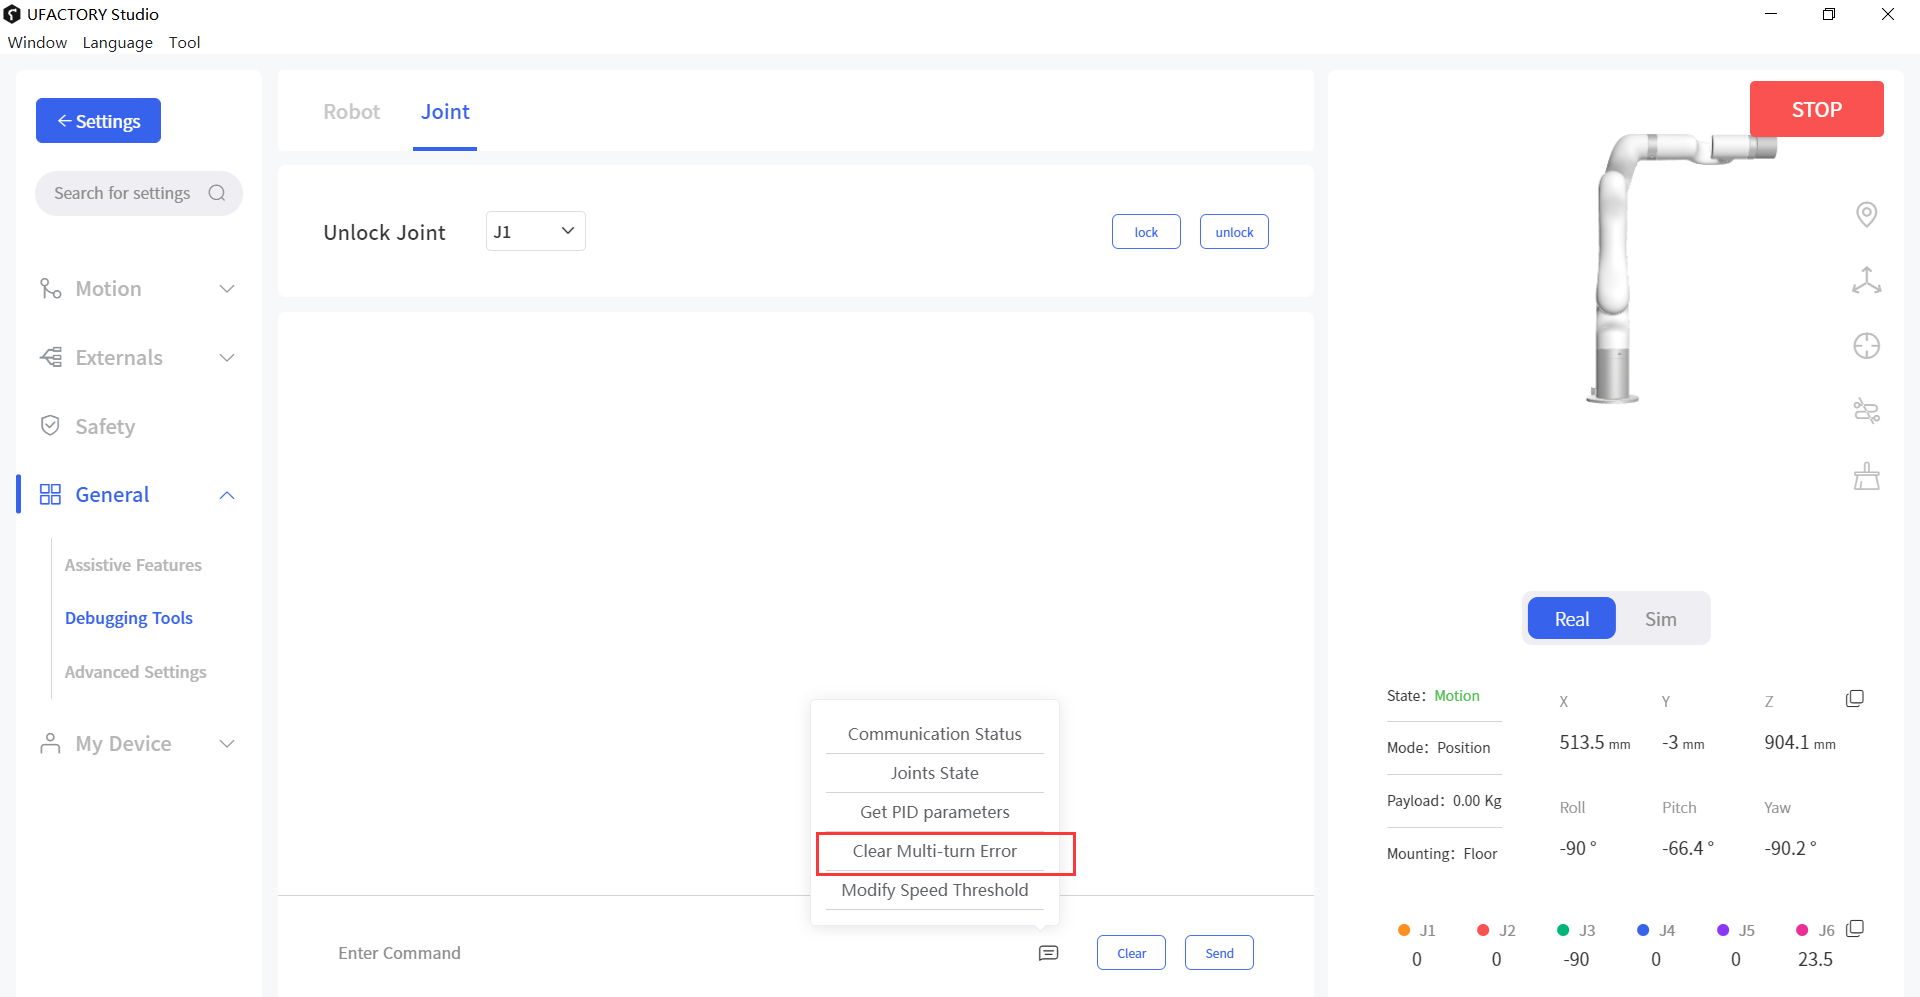 UFACTORY Studio
Window Language Tool
Settings
Search for settings
Motion
Externals
Safety
General
Assistive Features
Debugging Tools
Advanced Settings
My Device
Robot Joint
Unlock Joint J1 lock unlock
Communication Status
Joints State
Get PID parameters
Clear Multi-turn Error
Modify Speed Threshold
Enter Command Clear Send
STOP
Real Sim
State: Motion
Mode: Position
Payload: 0.00 Kg
Mounting: Floor
X Y Z
513.5 mm -3 mm 904.1 mm
Roll Pitch Yaw
-90 ° -66.4 ° -90.2 °
J1 J2 J3 J4 J5 J6
0 0 -90 0 0 23.5